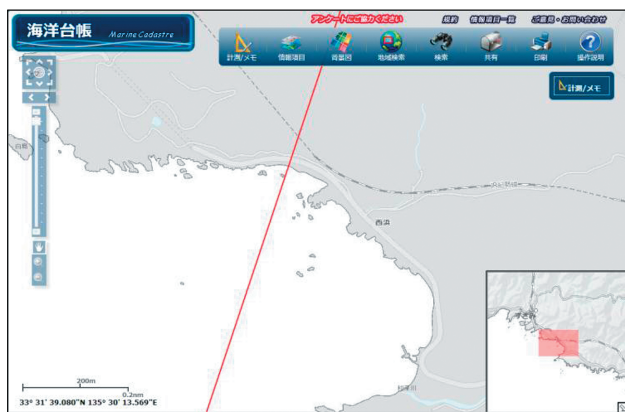 海洋台帳 Marine Cadastre
アンケートにご協力ください
規約 情報項目一覧 ご意見・お問い合わせ
計測/メモ 情報項目 背景図 地域検索 検索 共有 印刷 操作説明
計測/メモ
西浜
200m
0.2nm
33° 31' 39.080"N 135° 30' 13.569"E